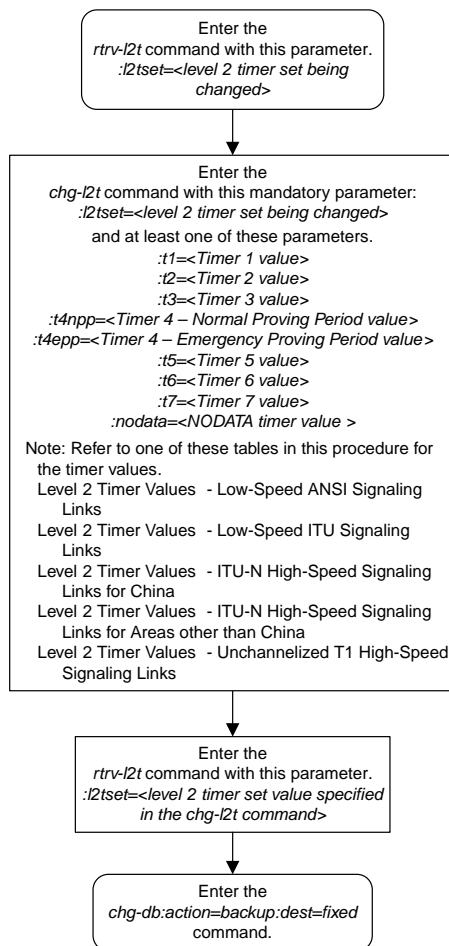 Enter the
rtrv-l2t command with this parameter.
:l2tset=<level 2 timer set being
changed>
Enter the
chg-l2t command with this mandatory parameter:
:l2tset=<level 2 timer set being changed>
and at least one of these parameters.
:t1=<Timer 1 value>
:t2=<Timer 2 value>
:t3=<Timer 3 value>
:t4npp=<Timer 4 – Normal Proving Period value>
:t4epp=<Timer 4 – Emergency Proving Period value>
:t5=<Timer 5 value>
:t6=<Timer 6 value>
:t7=<Timer 7 value>
:nodata=<NODATA timer value >
Note: Refer to one of these tables in this procedure for
the timer values.
Level 2 Timer Values - Low-Speed ANSI Signaling
Links
Level 2 Timer Values - Low-Speed ITU Signaling
Links
Level 2 Timer Values - ITU-N High-Speed Signaling
Links for China
Level 2 Timer Values - ITU-N High-Speed Signaling
Links for Areas other than China
Level 2 Timer Values - Unchannelized T1 High-Speed
Signaling Links
Enter the
rtrv-l2t command with this parameter.
:l2tset=<level 2 timer set value specified
in the chg-l2t command>
Enter the
chg-db:action=backup:dest=fixed
command.